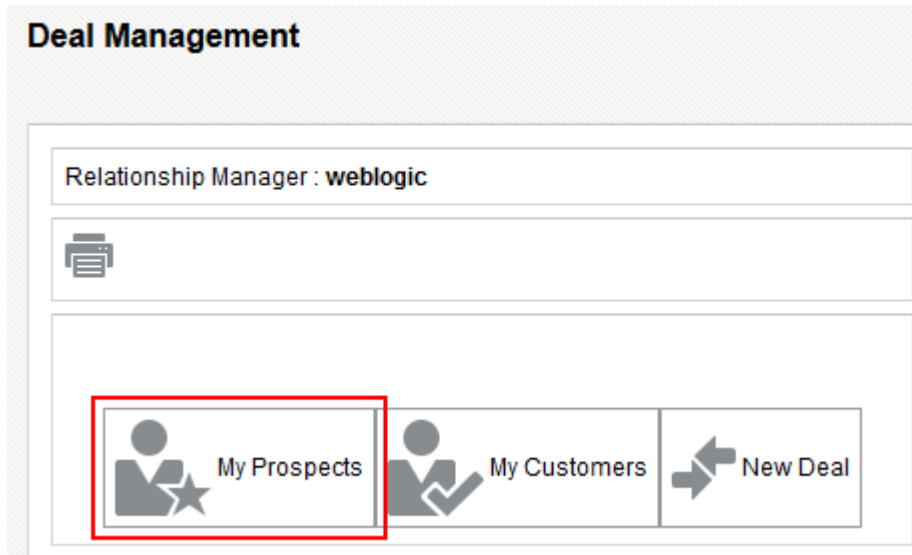 Deal Management
Relationship Manager : weblogic
My Prospects
My Customers
New Deal